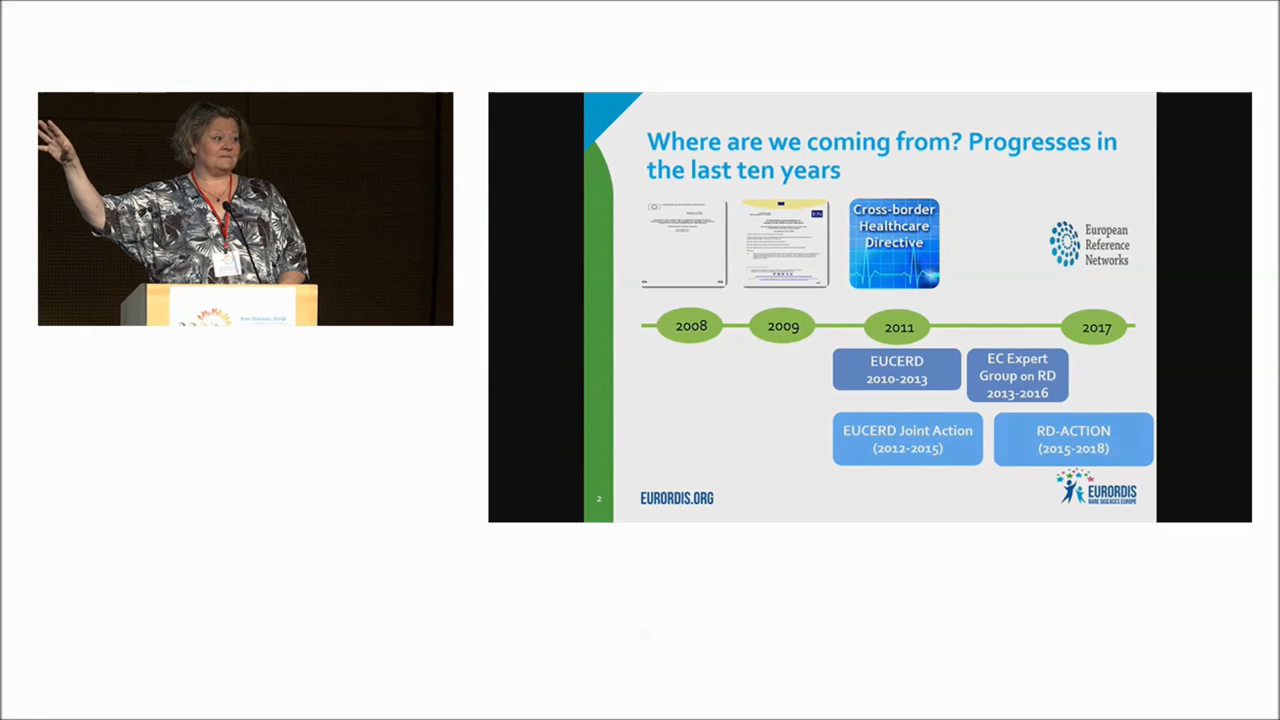 Where are we coming from? Progresses in
the last ten years
EN
PRESS
Cross-border
Healthcare
Directive
European
Reference
Networks
2008
2009
2011
2017
EUCERD
2010-2013
EC Expert
Group on RD
2013-2016
EUCERD Joint Action
(2012-2015)
RD-ACTION
(2015-2018)
2
EURORDIS.ORG
EURORDIS
RARE DISEASES EUROPE